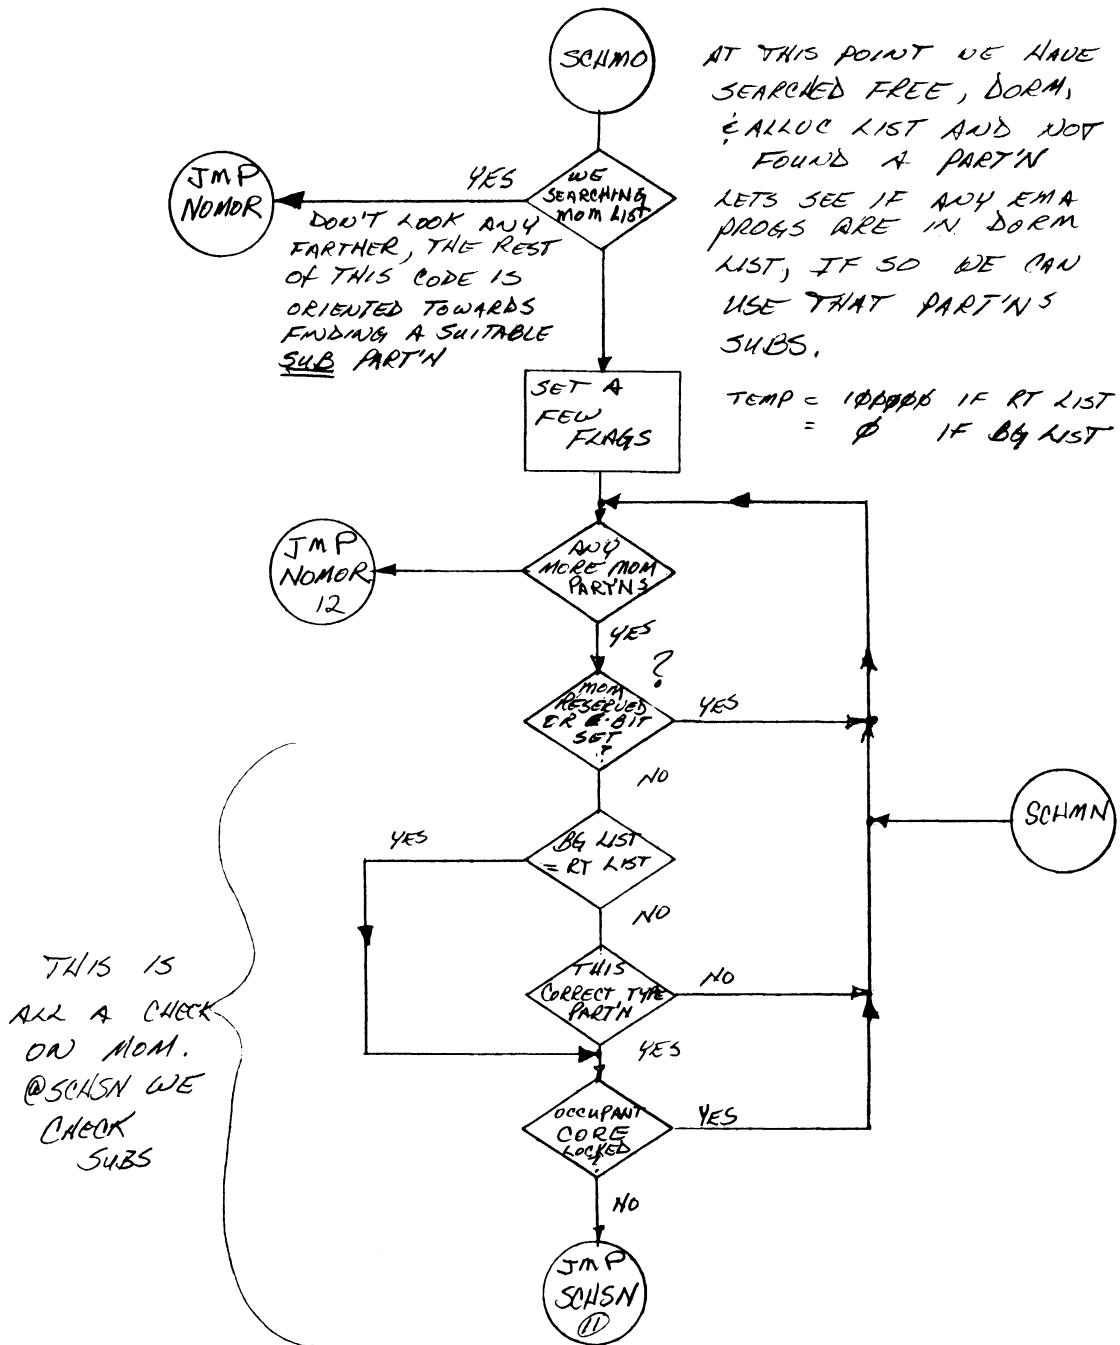 SCHMO
AT THIS POINT WE HAVE
SEARCHED FREE, DORM,
& ALLUC LIST AND NOT
FOUND A PART'N
LETS SEE IF ANY EMA
PROGS ARE IN DORM
LIST, IF SO WE CAN
USE THAT PART'NS
SUBS.
TEMP = 1ØØØØØ IF RT LIST
= Ø IF BG LIST
WE
SEARCHING
MOM LIST
YES
JMP
NOMOR
DON'T LOOK ANY
FARTHER, THE REST
OF THIS CODE IS
ORIENTED TOWARDS
FINDING A SUITABLE
SUB PART'N
SET A
FEW
FLAGS
ANY
MORE MOM
PART'NS
JMP
NOMOR
12
YES
?
MOM
RESERVED
OR BIT
SET
?
YES
NO
SCHMN
BG LIST
= RT LIST
YES
NO
THIS
CORRECT TYPE
PART'N
NO
YES
THIS IS
ALL A CHECK
ON MOM.
@SCHSN WE
CHECK
SUBS
OCCUPANT
CORE
LOCKED
?
YES
NO
JMP
SCHSN
11